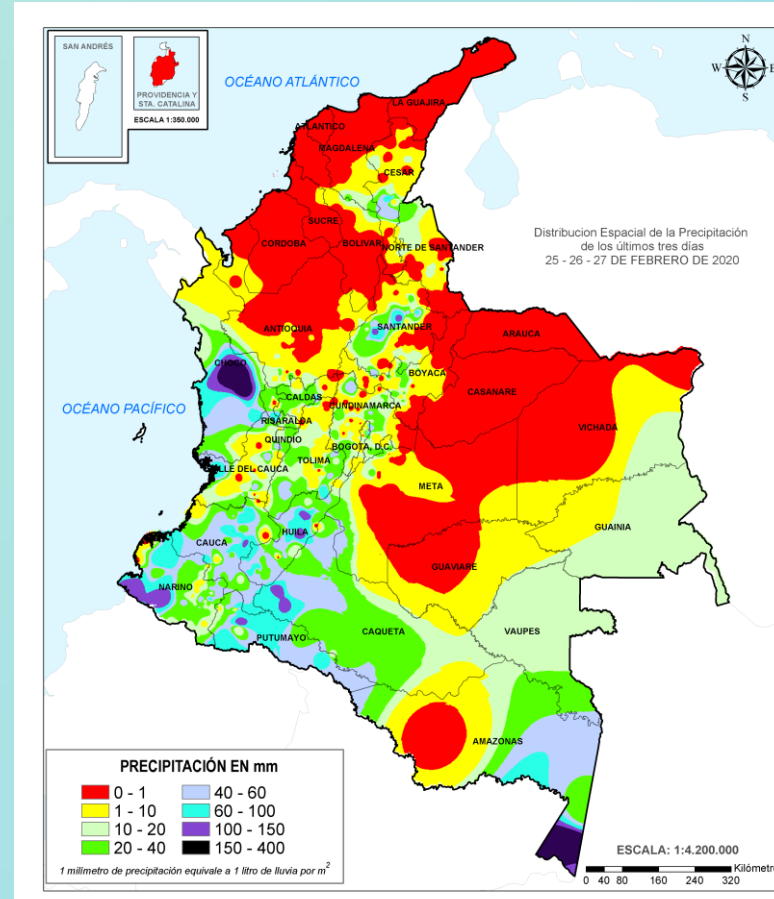 SAN ANDRÉS
PROVIDENCIA Y
STA. CATALINA
ESCALA 1:350.000
N
W
E
S
OCÉANO ATLÁNTICO
LA GUAJIRA
ATLANTICO
MAGDALENA
CESAR
SUCRE
CORDOBA
BOLIVAR
NORTE DE SANTANDER
Distribucion Espacial de la Precipitación
de los últimos tres días
25 - 26 - 27 DE FEBRERO DE 2020
ANTIOQUIA
SANTANDER
ARAUCA
CHOCO
BOYACA
CASANARE
OCÉANO PACÍFICO
CALDAS
CUNDINAMARCA
RISARALDA
VICHADA
QUINDIO
BOGOTA, D.C.
TOLIMA
VALLE DEL CAUCA
META
GUAINIA
CAUCA
HUILA
GUAVIARE
NARIÑO
PUTUMAYO
CAQUETA
VAUPES
AMAZONAS
PRECIPITACIÓN EN mm
0 - 1
40 - 60
1 - 10
60 - 100
10 - 20
100 - 150
20 - 40
150 - 400
1 milimetro de precipitación equivale a 1 litro de lluvia por m²
ESCALA: 1:4.200.000
Kilómetro
0 40 80 160 240 320